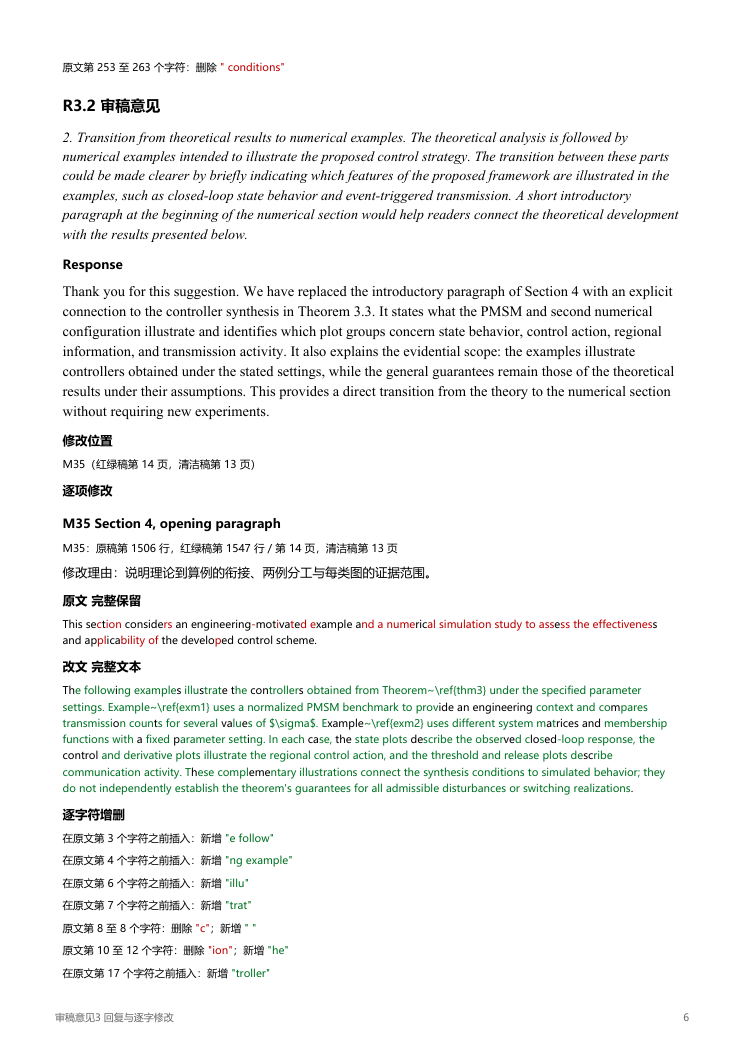 原文第 253 至 263 个字符：删除 " conditions"
R3.2 审稿意见
2. Transition from theoretical results to numerical examples. The theoretical analysis is followed by
numerical examples intended to illustrate the proposed control strategy. The transition between these parts
could be made clearer by briefly indicating which features of the proposed framework are illustrated in the
examples, such as closed-loop state behavior and event-triggered transmission. A short introductory
paragraph at the beginning of the numerical section would help readers connect the theoretical development
with the results presented below.
Response
Thank you for this suggestion. We have replaced the introductory paragraph of Section 4 with an explicit
connection to the controller synthesis in Theorem 3.3. It states what the PMSM and second numerical
configuration illustrate and identifies which plot groups concern state behavior, control action, regional
information, and transmission activity. It also explains the evidential scope: the examples illustrate
controllers obtained under the stated settings, while the general guarantees remain those of the theoretical
results under their assumptions. This provides a direct transition from the theory to the numerical section
without requiring new experiments.
修改位置
M35（红绿稿第 14 页，清洁稿第 13 页）
逐项修改
M35 Section 4, opening paragraph
M35：原稿第 1506 行，红绿稿第 1547 行 / 第 14 页，清洁稿第 13 页
修改理由：说明理论到算例的衔接、两例分工与每类图的证据范围。
原文 完整保留
This section considers an engineering-motivated example and a numerical simulation study to assess the effectiveness
and applicability of the developed control scheme.
改文 完整文本
The following examples illustrate the controllers obtained from Theorem~\ref{thm3} under the specified parameter
settings. Example~\ref{exm1} uses a normalized PMSM benchmark to provide an engineering context and compares
transmission counts for several values of $\sigma$. Example~\ref{exm2} uses different system matrices and membership
functions with a fixed parameter setting. In each case, the state plots describe the observed closed-loop response, the
control and derivative plots illustrate the regional control action, and the threshold and release plots describe
communication activity. These complementary illustrations connect the synthesis conditions to simulated behavior; they
do not independently establish the theorem's guarantees for all admissible disturbances or switching realizations.
逐字符增删
在原文第 3 个字符之前插入：新增 "e follow"
在原文第 4 个字符之前插入：新增 "ng example"
在原文第 6 个字符之前插入：新增 "illu"
在原文第 7 个字符之前插入：新增 "trat"
原文第 8 至 8 个字符：删除 "c"；新增 " "
原文第 10 至 12 个字符：删除 "ion"；新增 "he"
在原文第 17 个字符之前插入：新增 "troller"
审稿意见3 回复与逐字修改
6